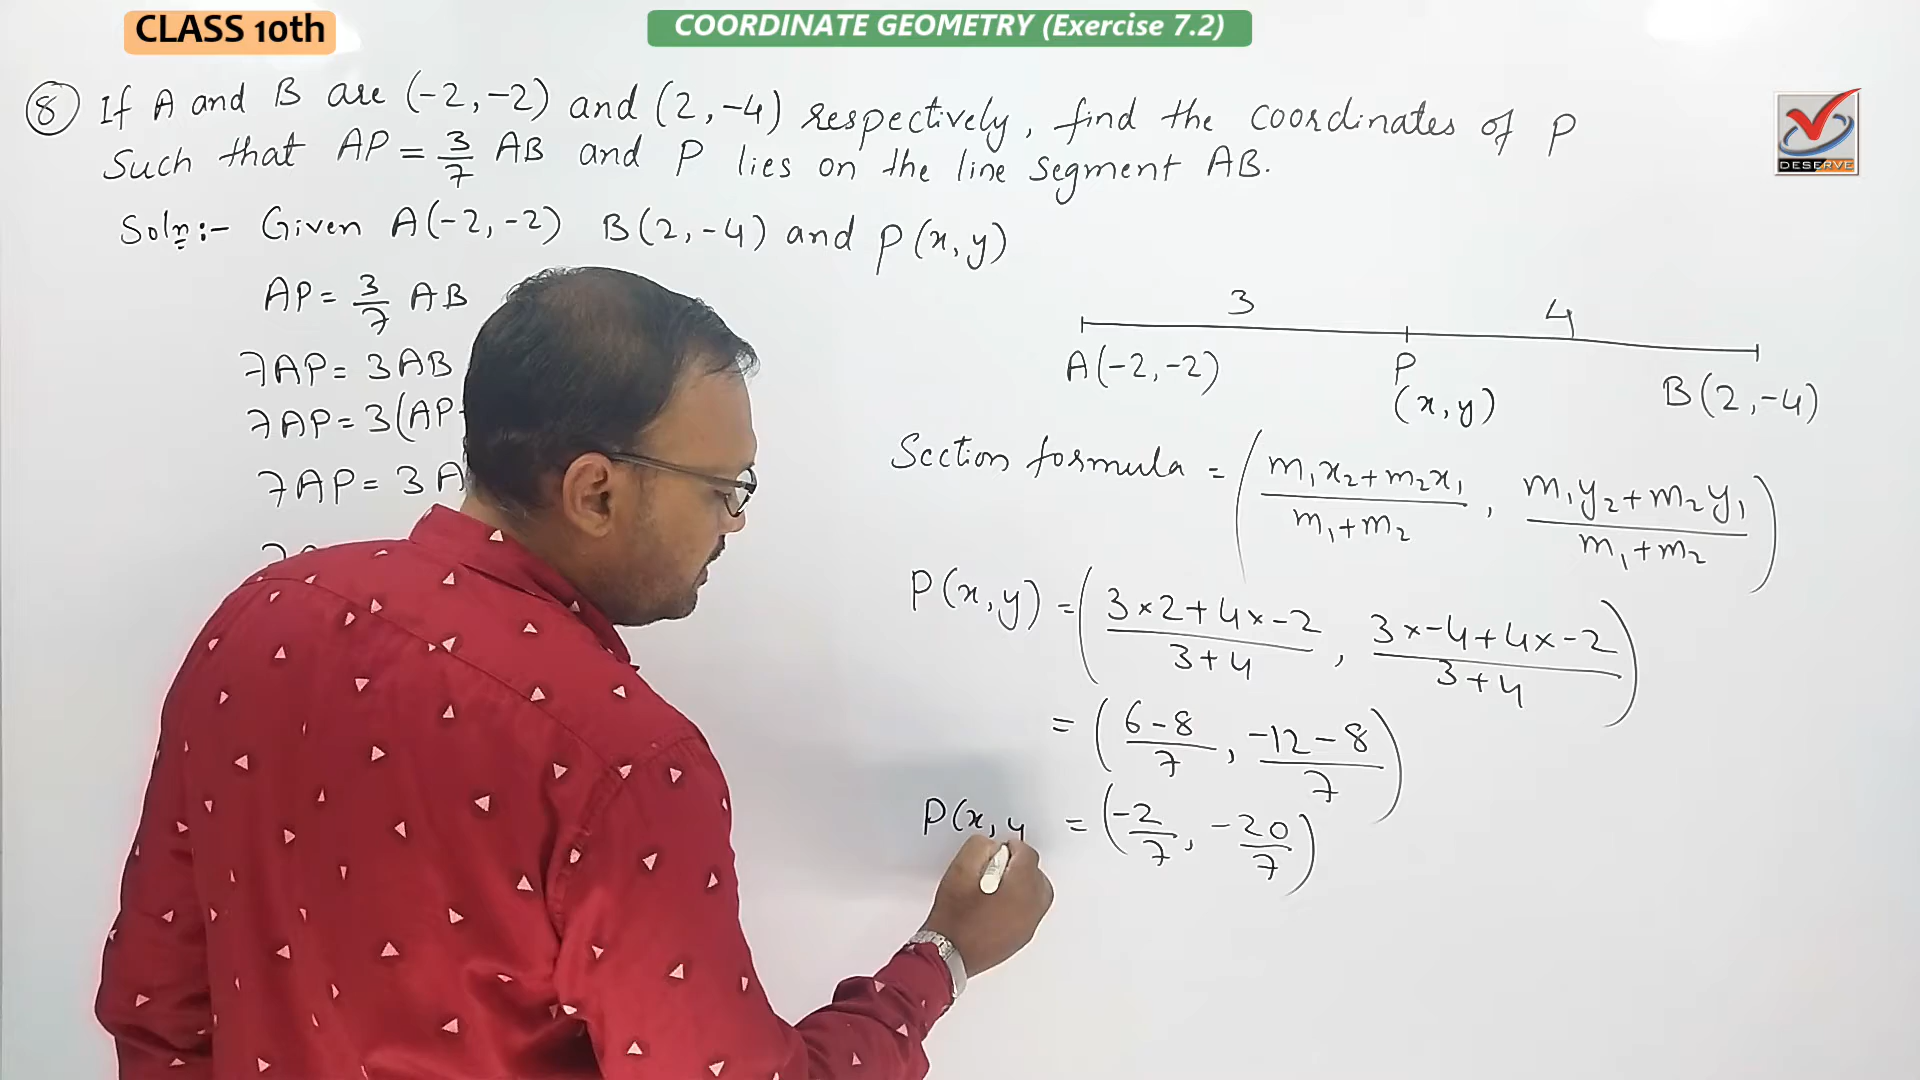 CLASS 10th
COORDINATE GEOMETRY (Exercise 7.2)
DESERVE
(8) If A and B are (-2,-2) and (2,-4) respectively, find the coordinates of P
Such that AP = 3/7 AB and P lies on the line segment AB.
Soln:- Given A(-2,-2) B(2,-4) and P(x,y)
AP = 3/7 AB
7AP = 3AB
7AP = 3(AP
7AP = 3A
3 4
A(-2,-2) P B(2,-4)
(x,y)
Section formula = ( m₁x₂+m₂x₁ / m₁+m₂ , m₁y₂+m₂y₁ / m₁+m₂ )
P(x,y) = ( 3×2+4×-2 / 3+4 , 3×-4+4×-2 / 3+4 )
= ( 6-8 / 7 , -12-8 / 7 )
P(x,y = ( -2/7 , -20/7 )